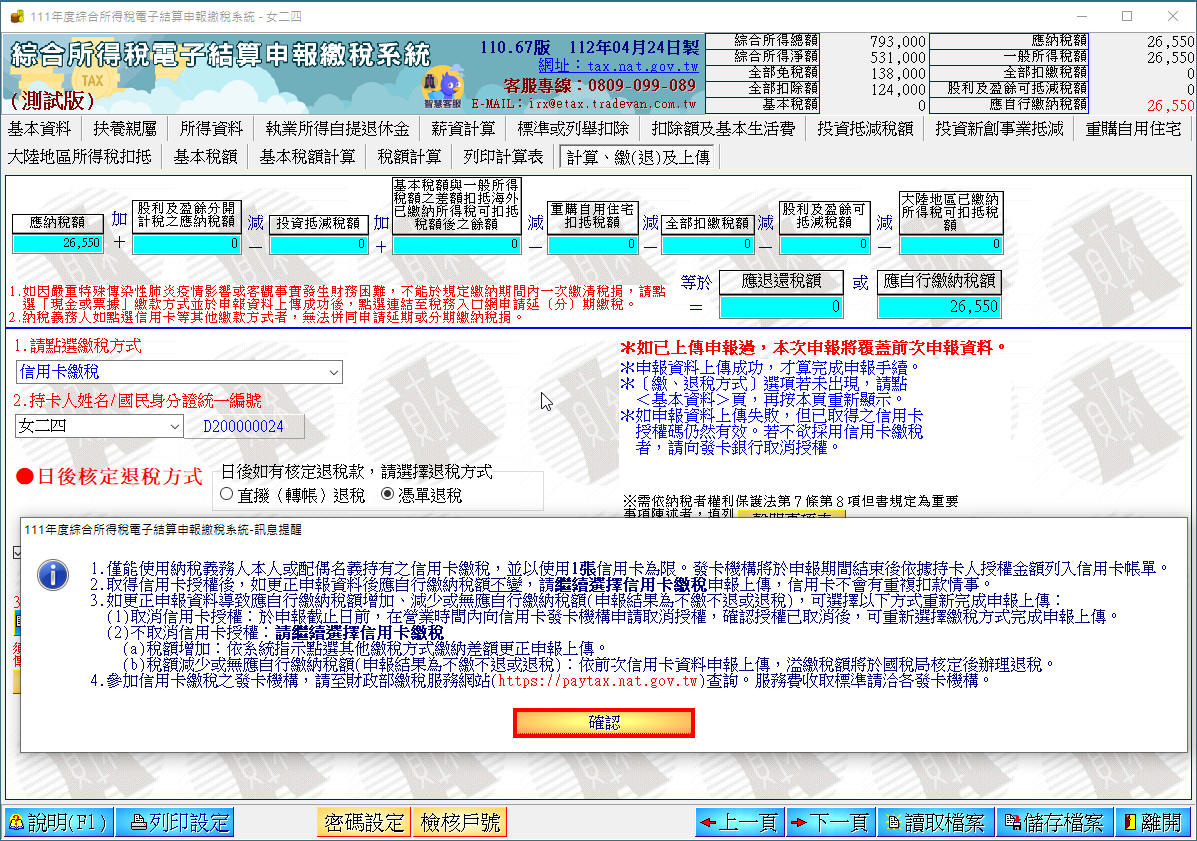 111年度綜合所得稅電子結算申報繳稅系統 - 女二四
綜合所得稅電子結算申報繳稅系統
TAX
(測試版)
110.67版 112年04月24日製
網址：tax.nat.gov.tw
客服專線：0809-099-089
E-MAIL：irx@etax.tradevan.com.tw
智慧客服
綜合所得總額 793,000 應納稅額 26,550
綜合所得淨額 531,000 一般所得稅額 26,550
全部免稅額 138,000 全部扣繳稅額 0
全部扣除額 124,000 股利及盈餘可抵減稅額 0
基本稅額 0 應自行繳納稅額 26,550
基本資料 扶養親屬 所得資料 執業所得自提退休金 薪資計算 標準或列舉扣除 扣除額及基本生活費 投資抵減稅額 投資新創事業抵減 重購自用住宅
大陸地區所得稅扣抵 基本稅額 基本稅額計算 稅額計算 列印計算表 計算、繳(退)及上傳
應納稅額
26,550
加
+
股利及盈餘分開
計稅之應納稅額
0
減
—
投資抵減稅額
0
加
+
基本稅額與一般所得
稅額之差額扣抵海外
已繳納所得稅可扣抵
稅額後之餘額
0
減
—
重購自用住宅
扣抵稅額
0
減
—
全部扣繳稅額
0
減
—
股利及盈餘可
抵減稅額
0
減
—
大陸地區已繳納
所得稅可扣抵稅
額
0
等於
=
應退還稅額
0
或
應自行繳納稅額
26,550
1.如因嚴重特殊傳染性肺炎疫情影響或客觀事實發生財務困難，不能於規定繳納期間內一次繳清稅捐，請點
選「現金或票據」繳款方式並於申報資料上傳成功後，點選連結至稅務入口網申請延（分）期繳稅。
2.納稅義務人如點選信用卡等其他繳款方式者，無法併同申請延期或分期繳納稅捐。
1.請點選繳稅方式
信用卡繳稅
2.持卡人姓名/國民身分證統一編號
女二四 D200000024
●日後核定退稅方式
日後如有核定退稅款，請選擇退稅方式
直撥（轉帳）退稅 憑單退稅
＊如已上傳申報過，本次申報將覆蓋前次申報資料。
＊申報資料上傳成功，才算完成申報手續。
＊〔繳、退稅方式〕選項若未出現，請點
＜基本資料＞頁，再按本頁重新顯示。
＊如申報資料上傳失敗，但已取得之信用卡
授權碼仍然有效。若不欲採用信用卡繳稅
者，請向發卡銀行取消授權。
※需依納稅者權利保護法第７條第８項但書規定為重要
事項陳述者，填列
111年度綜合所得稅電子結算申報繳稅系統-訊息提醒
1.僅能使用納稅義務人本人或配偶名義持有之信用卡繳稅，並以使用1張信用卡為限。發卡機構將於申報期間結束後依據持卡人授權金額列入信用卡帳單。
2.取得信用卡授權後，如更正申報資料後應自行繳納稅額不變，請繼續選擇信用卡繳稅申報上傳，信用卡不會有重複扣款情事。
3.如更正申報資料導致應自行繳納稅額增加、減少或無應自行繳納稅額(申報結果為不繳不退或退稅)，可選擇以下方式重新完成申報上傳：
(1)取消信用卡授權：於申報截止日前，在營業時間內向信用卡發卡機構申請取消授權，確認授權已取消後，可重新選擇繳稅方式完成申報上傳。
(2)不取消信用卡授權：請繼續選擇信用卡繳稅
(a)稅額增加：依系統指示點選其他繳稅方式繳納差額更正申報上傳。
(b)稅額減少或無應自行繳納稅額(申報結果為不繳不退或退稅)：依前次信用卡資料申報上傳，溢繳稅額將於國稅局核定後辦理退稅。
4.參加信用卡繳稅之發卡機構，請至財政部繳稅服務網站(https://paytax.nat.gov.tw)查詢。服務費收取標準請洽各發卡機構。
確認
說明(F1) 列印設定 密碼設定 檢核戶號 上一頁 下一頁 讀取檔案 儲存檔案 離開